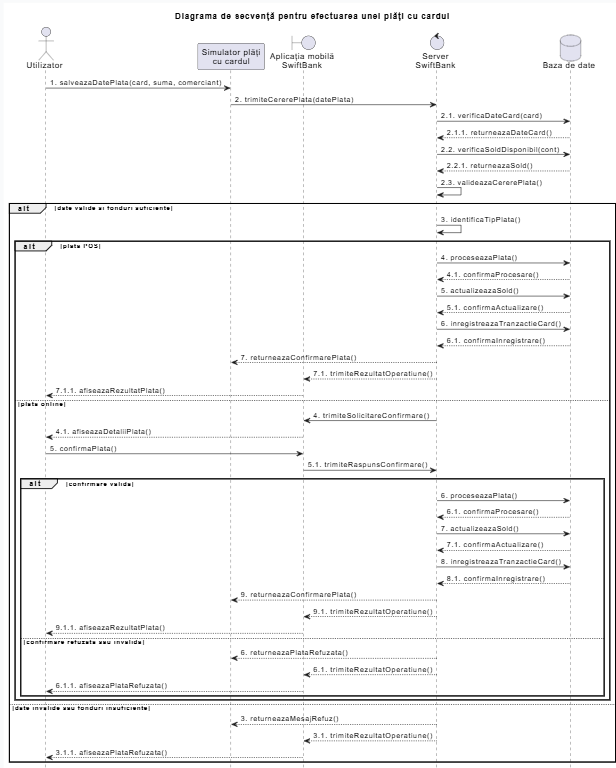 Diagrama de secvență pentru efectuarea unei plăți cu cardul
Utilizator
Simulator plăți
cu cardul
Aplicația mobilă
SwiftBank
Server
SwiftBank
Baza de date
1. salveazaDatePlata(card, suma, comerciant)
2. trimiteCererePlata(datePlata)
2.1. verificaDateCard(card)
2.1.1. returneazaDateCard()
2.2. verificaSoldDisponibil(cont)
2.2.1. returneazaSold()
2.3. valideazaCererePlata()
alt [date valide si fonduri suficiente]
3. identificaTipPlata()
alt [plata POS]
4. proceseazaPlata()
4.1. confirmaProcesare()
5. actualizeazaSold()
5.1. confirmaActualizare()
6. inregistreazaTranzactieCard()
6.1. confirmaInregistrare()
7. returneazaConfirmarePlata()
7.1. trimiteRezultatOperatiune()
7.1.1. afiseazaRezultatPlata()
[plata online]
4. trimiteSolicitareConfirmare()
4.1. afiseazaDetaliiPlata()
5. confirmaPlata()
5.1. trimiteRaspunsConfirmare()
alt [confirmare valida]
6. proceseazaPlata()
6.1. confirmaProcesare()
7. actualizeazaSold()
7.1. confirmaActualizare()
8. inregistreazaTranzactieCard()
8.1. confirmaInregistrare()
9. returneazaConfirmarePlata()
9.1. trimiteRezultatOperatiune()
9.1.1. afiseazaRezultatPlata()
[confirmare refuzata sau invalida]
6. returneazaPlataRefuzata()
6.1. trimiteRezultatOperatiune()
6.1.1. afiseazaPlataRefuzata()
[date invalide sau fonduri insuficiente]
3. returneazaMesajRefuz()
3.1. trimiteRezultatOperatiune()
3.1.1. afiseazaPlataRefuzata()